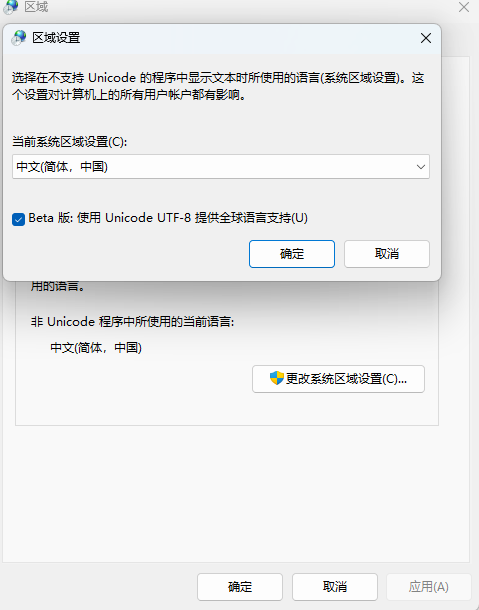 区域
区域设置
选择在不支持 Unicode 的程序中显示文本时所使用的语言(系统区域设置)。这
个设置对计算机上的所有用户帐户都有影响。
当前系统区域设置(C):
中文(简体，中国)
Beta 版: 使用 Unicode UTF-8 提供全球语言支持(U)
确定
取消
用的语言。
非 Unicode 程序中所使用的当前语言:
中文(简体，中国)
更改系统区域设置(C)...
确定
取消
应用(A)